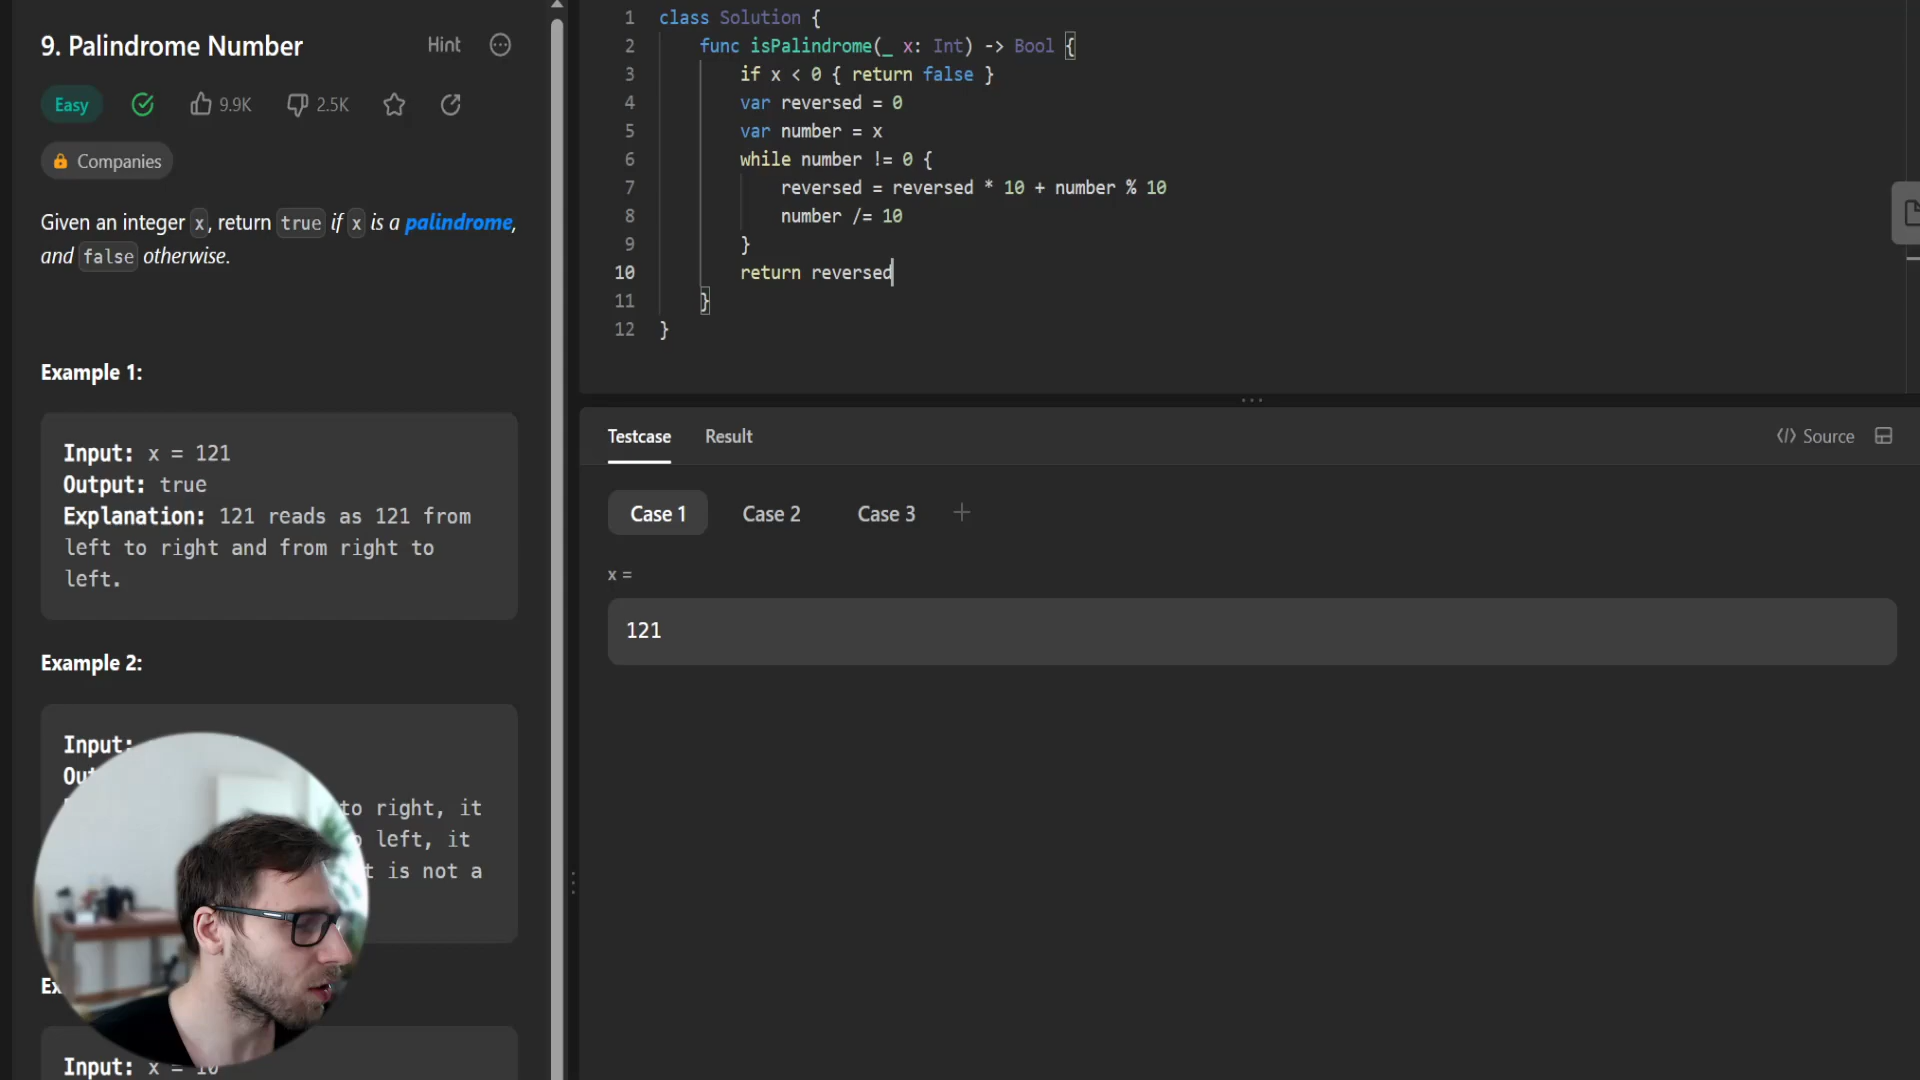 9. Palindrome Number
Hint
Easy
9.9K
2.5K
Companies
Given an integer x, return true if x is a palindrome,
and false otherwise.
Example 1:
Input: x = 121
Output: true
Explanation: 121 reads as 121 from
left to right and from right to
left.
Example 2:
Input:
to right, it
left, it
is not a
Input: x = 10
1 class Solution {
2 func isPalindrome(_ x: Int) -> Bool {
3 if x < 0 { return false }
4 var reversed = 0
5 var number = x
6 while number != 0 {
7 reversed = reversed * 10 + number % 10
8 number /= 10
9 }
10 return reversed
11 }
12 }
Testcase Result
</> Source
Case 1 Case 2 Case 3 +
x =
121